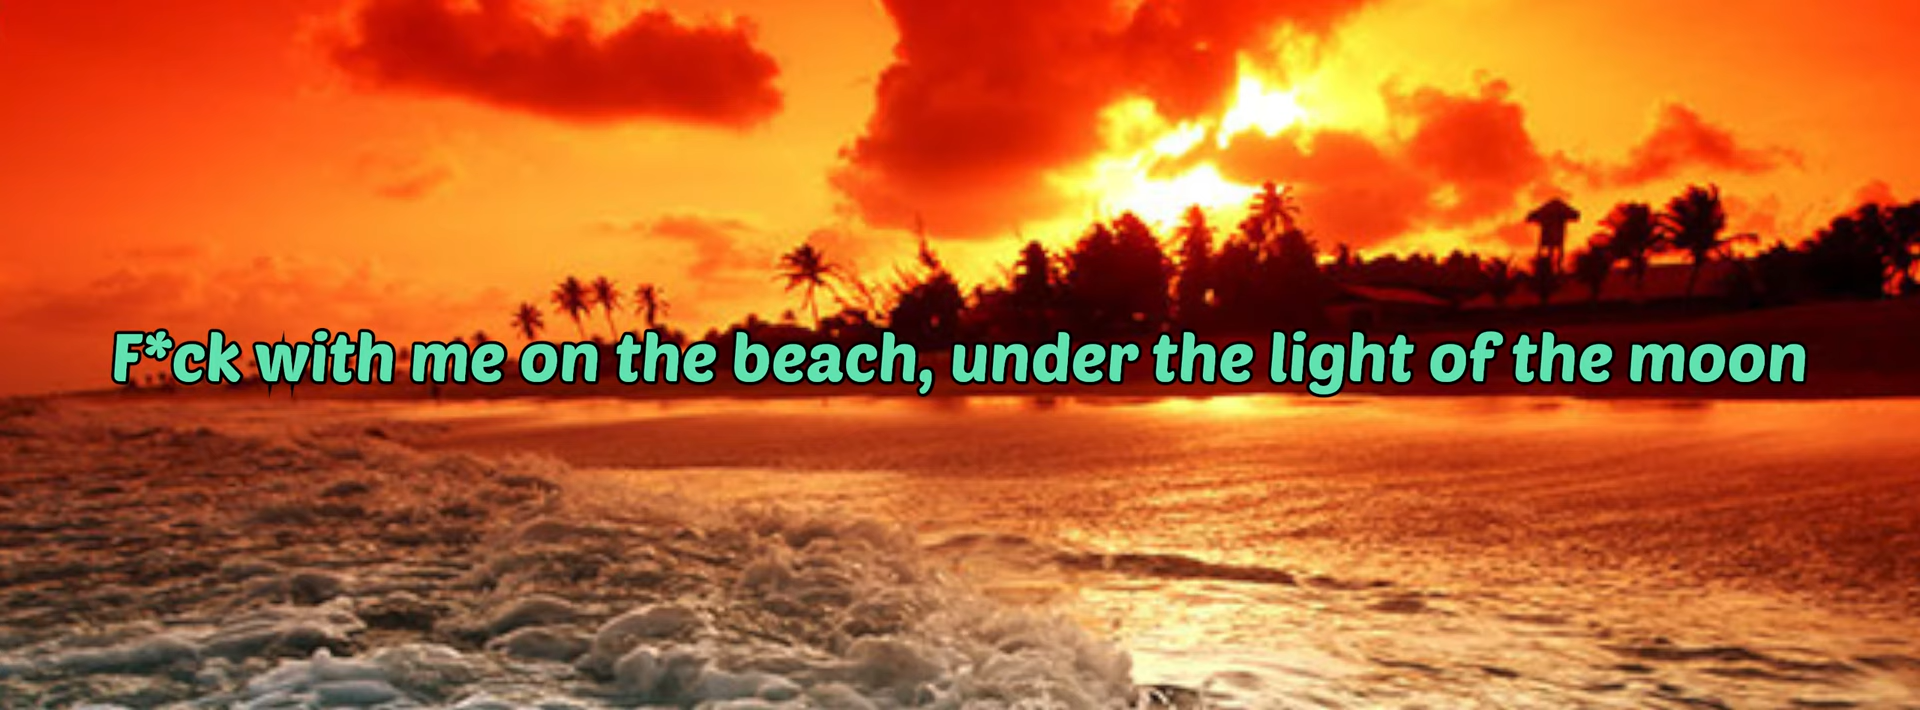 F*ck with me on the beach, under the light of the moon